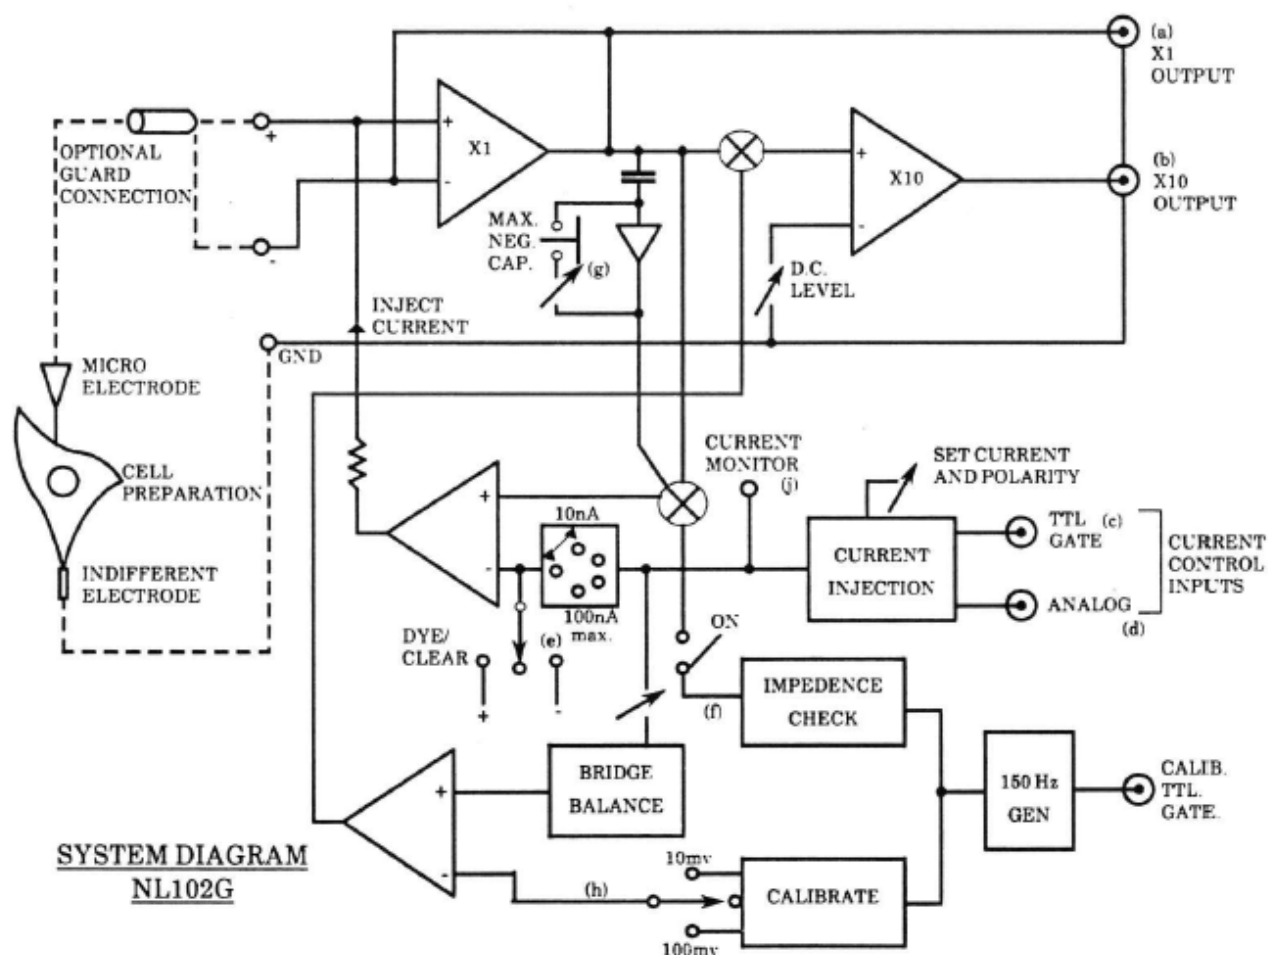 (a)
X1
OUTPUT
+
OPTIONAL
GUARD
CONNECTION
-
+
X1
-
MAX.
NEG.
CAP.
(g)
+
X10
-
(b)
X10
OUTPUT
D.C.
LEVEL
INJECT
CURRENT
GND
MICRO
ELECTRODE
CELL
PREPARATION
INDIFFERENT
ELECTRODE
CURRENT
MONITOR
(j)
SET CURRENT
AND POLARITY
+
-
10nA
100nA
max.
CURRENT
INJECTION
TTL (c)
GATE
ANALOG
(d)
CURRENT
CONTROL
INPUTS
DYE/
CLEAR
(e)
+
-
ON
(f)
IMPEDENCE
CHECK
BRIDGE
BALANCE
+
-
150 Hz
GEN
CALIB.
TTL.
GATE.
10mv
(h)
CALIBRATE
100mv
SYSTEM DIAGRAM
NL102G